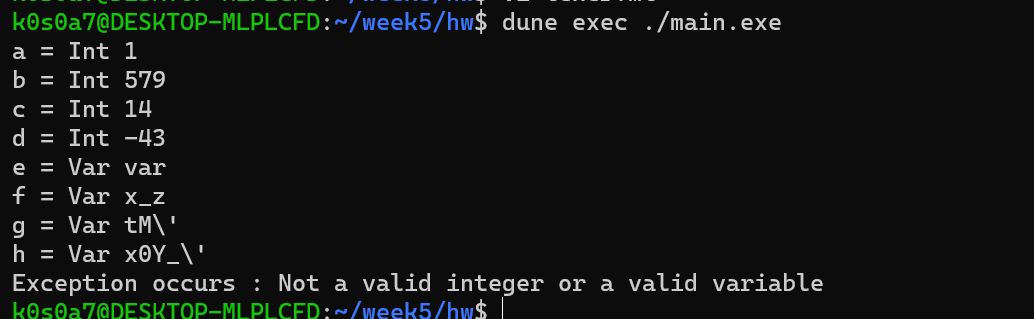 k0s0a7@DESKTOP-MLPLCFD:~/week5/hw$ dune exec ./main.exe
a = Int 1
b = Int 579
c = Int 14
d = Int -43
e = Var var
f = Var x_z
g = Var tM\'
h = Var x0Y_\'
Exception occurs : Not a valid integer or a valid variable
k0s0a7@DESKTOP-MLPLCFD:~/week5/hw$